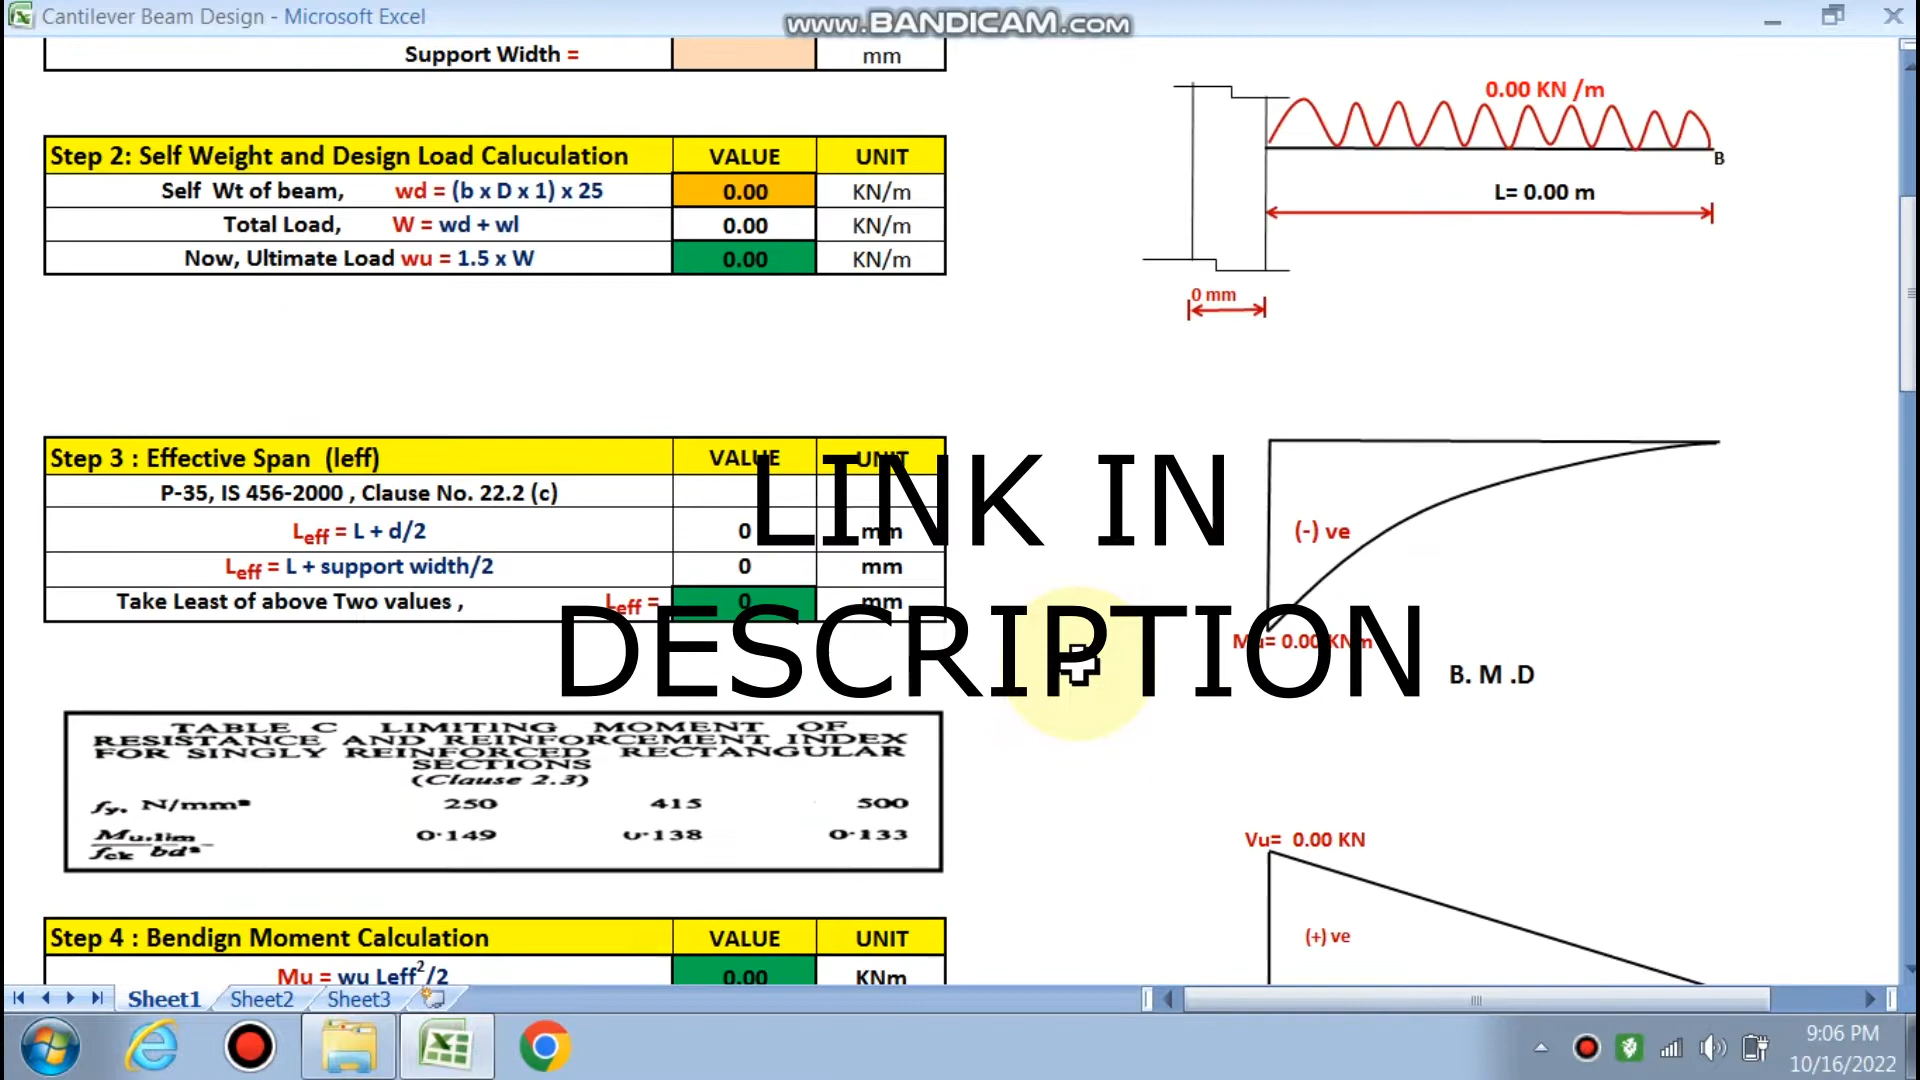 Cantilever Beam Design - Microsoft Excel
www.BANDICAM.com
Support Width = mm
Step 2: Self Weight and Design Load Caluculation VALUE UNIT
Self Wt of beam, wd = (b x D x 1) x 25 0.00 KN/m
Total Load, W = wd + wl 0.00 KN/m
Now, Ultimate Load wu = 1.5 x W 0.00 KN/m
0.00 KN /m
B
L= 0.00 m
0 mm
Step 3 : Effective Span (leff) VALUE UNIT
P-35, IS 456-2000 , Clause No. 22.2 (c)
Leff = L + d/2 0 mm
Leff = L + support width/2 0 mm
Take Least of above Two values , Leff = 0 mm
LINK IN
DESCRIPTION
(-) ve
Mu= 0.00 KNm
B. M .D
TABLE C LIMITING MOMENT OF
RESISTANCE AND REINFORCEMENT INDEX
FOR SINGLY REINFORCED RECTANGULAR
SECTIONS
(Clause 2.3)
fy, N/mm² 250 415 500
Mu,lim
fck bd² 0·149 0·138 0·133
Vu= 0.00 KN
(+) ve
Step 4 : Bendign Moment Calculation VALUE UNIT
Mu = wu Leff²/2 0.00 KNm
Sheet1 Sheet2 Sheet3
9:06 PM
10/16/2022